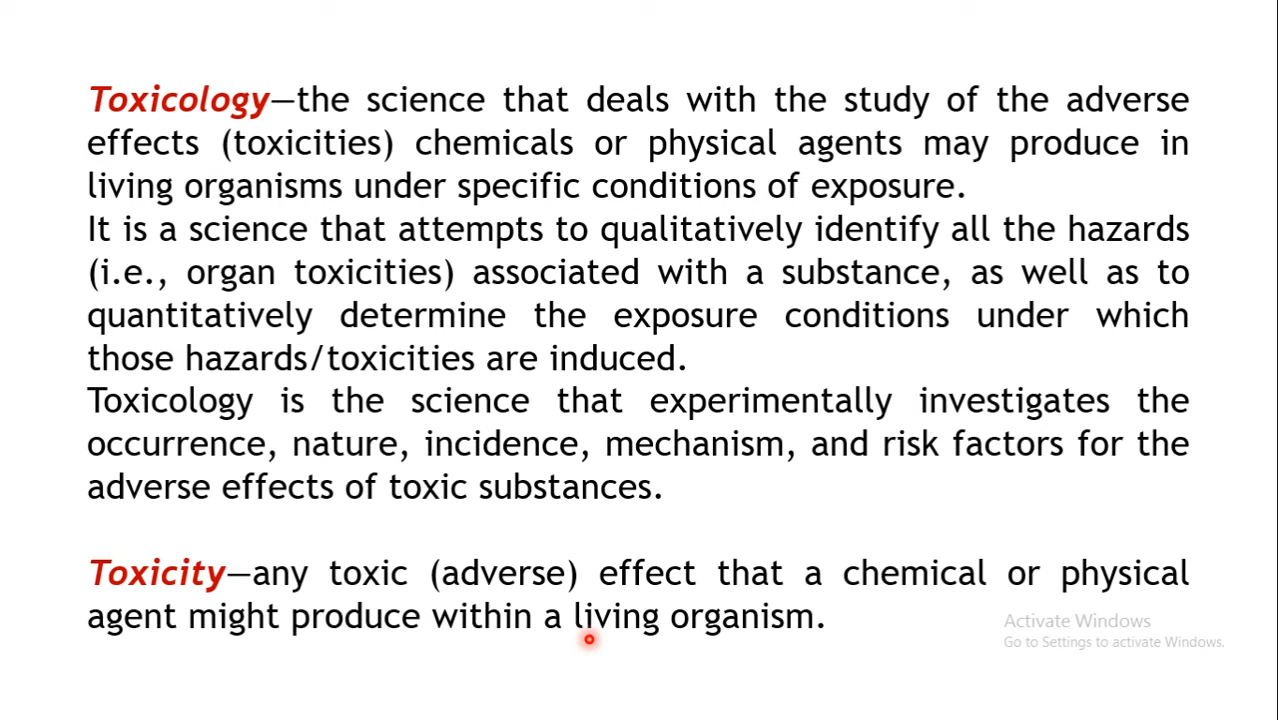 Toxicology—the science that deals with the study of the adverse
effects (toxicities) chemicals or physical agents may produce in
living organisms under specific conditions of exposure.
It is a science that attempts to qualitatively identify all the hazards
(i.e., organ toxicities) associated with a substance, as well as to
quantitatively determine the exposure conditions under which
those hazards/toxicities are induced.
Toxicology is the science that experimentally investigates the
occurrence, nature, incidence, mechanism, and risk factors for the
adverse effects of toxic substances.
Toxicity—any toxic (adverse) effect that a chemical or physical
agent might produce within a living organism.
Activate Windows
Go to Settings to activate Windows.